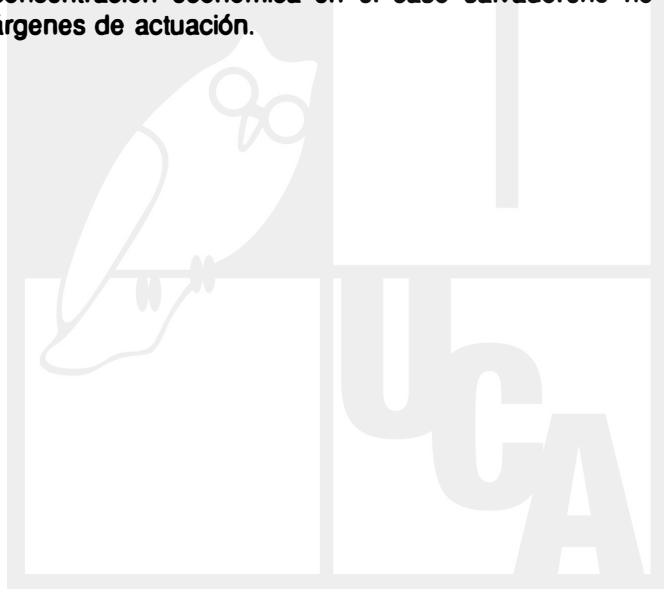 concentración económica en el caso salvadoreño no
árgenes de actuación.
UCA